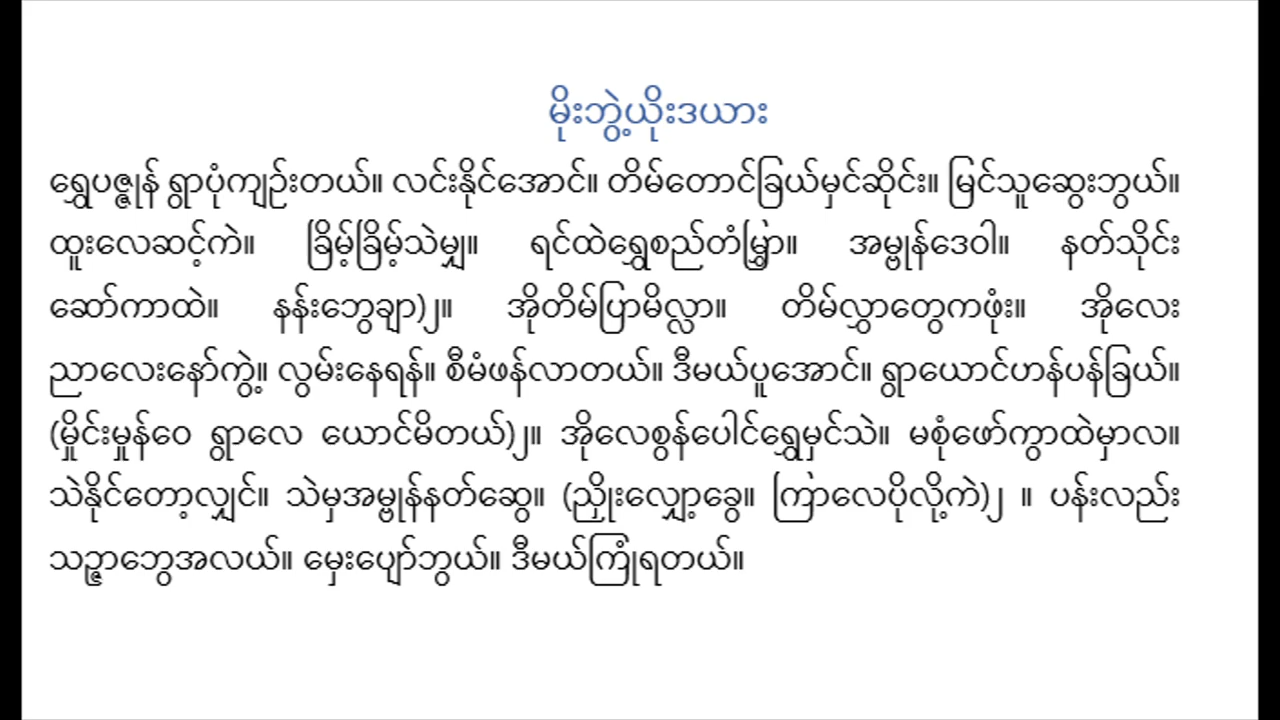 မိုးဘွဲ့ယိုးဒယား
ရွှေပဇ္ဇုန် ရွာပုံကျဉ်းတယ်။ လင်းနိုင်အောင်။ တိမ်တောင်ခြယ်မှင်ဆိုင်း။ မြင်သူဆွေးဘွယ်။
ထူးလေဆင့်ကဲ။ ခြိမ့်ခြိမ့်သဲမျှ။ ရင်ထဲရွှေစည်တံမြွှာ။ အမ္ဗုန်ဒေဝါ။ နတ်သိုင်း
ဆော်ကာထဲ။ နန်းဘွေချာ)၂။ အိုတိမ်ပြာမိလ္လာ။ တိမ်လွှာတွေကဖုံး။ အိုလေး
ညာလေးနော်ကွဲ့။ လွမ်းနေရန်။ စီမံဖန်လာတယ်။ ဒီမယ်ပူအောင်။ ရွာယောင်ဟန်ပန်ခြယ်။
(မှိုင်းမှုန်ဝေ ရွာလေ ယောင်မိတယ်)၂။ အိုလေစွန်ပေါင်ရွှေမှင်သဲ။ မစုံဖော်ကွာထဲမှာလ။
သဲနိုင်တော့လျှင်။ သဲမှအမ္ဗုန်နတ်ဆွေ။ (ညှိုးလျှော့ခွေ။ ကြာလေပိုလို့ကဲ)၂ ။ ပန်းလည်း
သဥ္ဇာဘွေအလယ်။ မှေးပျော်ဘွယ်။ ဒီမယ်ကြုံရတယ်။